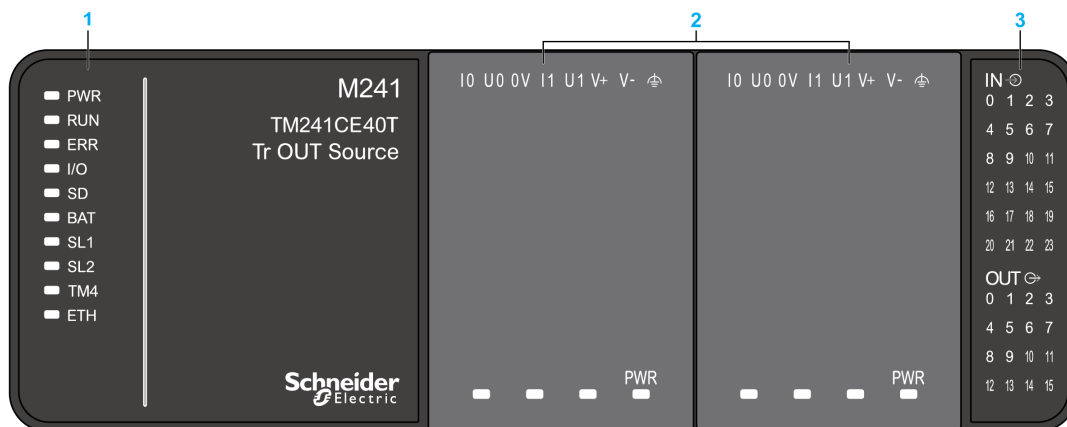 1
2
3
PWR
RUN
ERR
I/O
SD
BAT
SL1
SL2
TM4
ETH
M241
TM241CE40T
Tr OUT Source
Schneider
Electric
I0 U0 0V I1 U1 V+ V-
PWR
I0 U0 0V I1 U1 V+ V-
PWR
IN
0 1 2 3
4 5 6 7
8 9 10 11
12 13 14 15
16 17 18 19
20 21 22 23
OUT
0 1 2 3
4 5 6 7
8 9 10 11
12 13 14 15